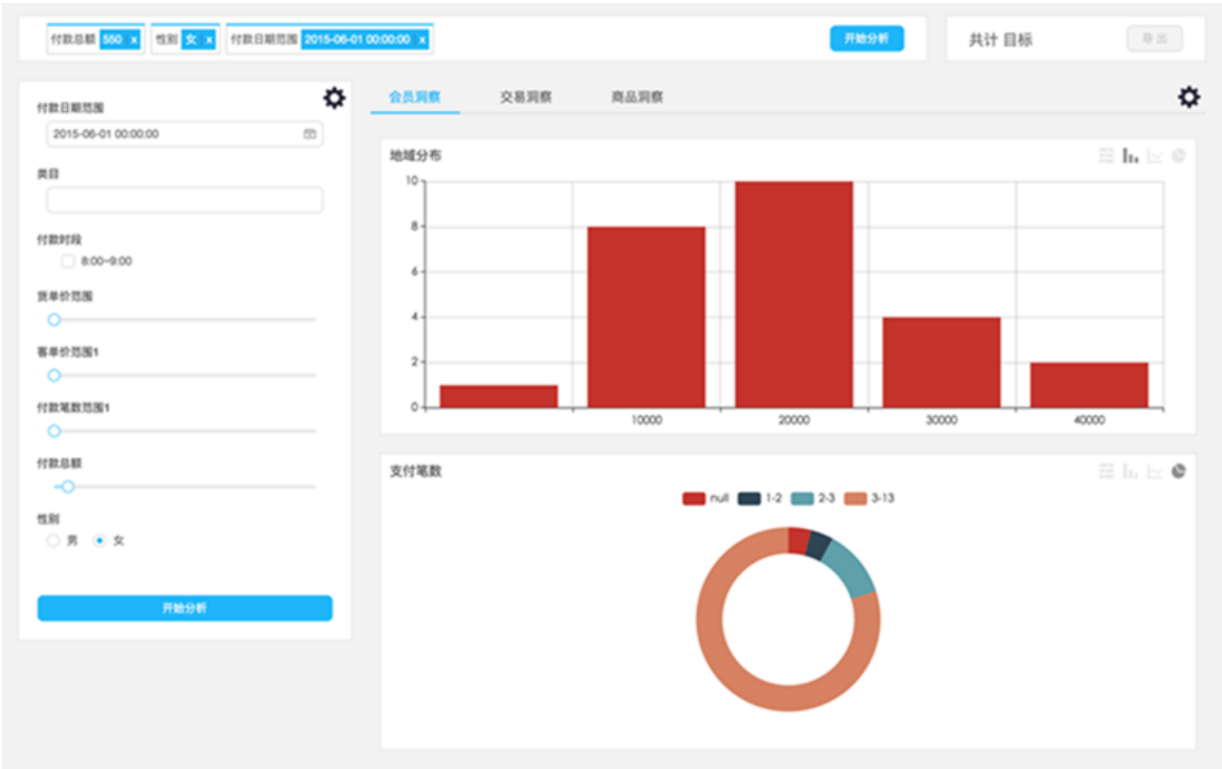 付款总额 550 x 性别 女 x 付款日期范围 2015-06-01 00:00:00 x 开始分析 共计 目标 导出
付款日期范围
2015-06-01 00:00:00
类目
付款时段
8:00~9:00
货单价范围
客单价范围1
付款笔数范围1
付款总额
性别
男 女
开始分析
会员洞察 交易洞察 商品洞察
地域分布
10
8
6
4
2
0
10000 20000 30000 40000
支付笔数
null 1-2 2-3 3-13